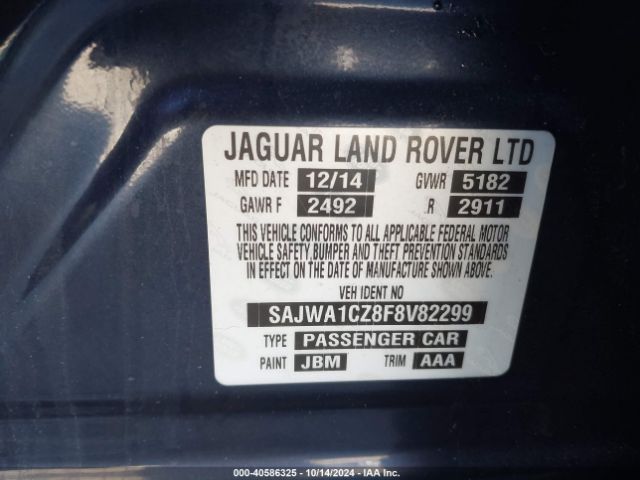 JAGUAR LAND ROVER LTD
MFD DATE 12/14 GVWR 5182
GAWR F 2492 R 2911
THIS VEHICLE CONFORMS TO ALL APPLICABLE FEDERAL MOTOR
VEHICLE SAFETY,BUMPER AND THEFT PREVENTION STANDARDS
IN EFFECT ON THE DATE OF MANUFACTURE SHOWN ABOVE.
VEH IDENT NO
SAJWA1CZ8F8V82299
TYPE PASSENGER CAR
PAINT JBM TRIM AAA
000-40586325 - 10/14/2024 - IAAI.com